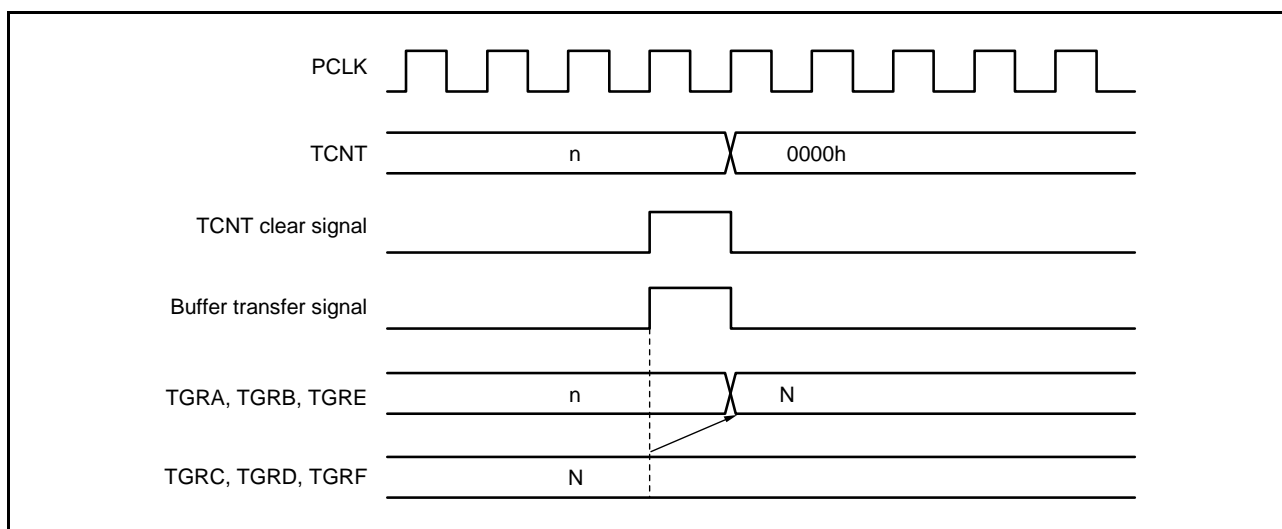 PCLK
TCNT n 0000h
TCNT clear signal
Buffer transfer signal
TGRA, TGRB, TGRE n N
TGRC, TGRD, TGRF N